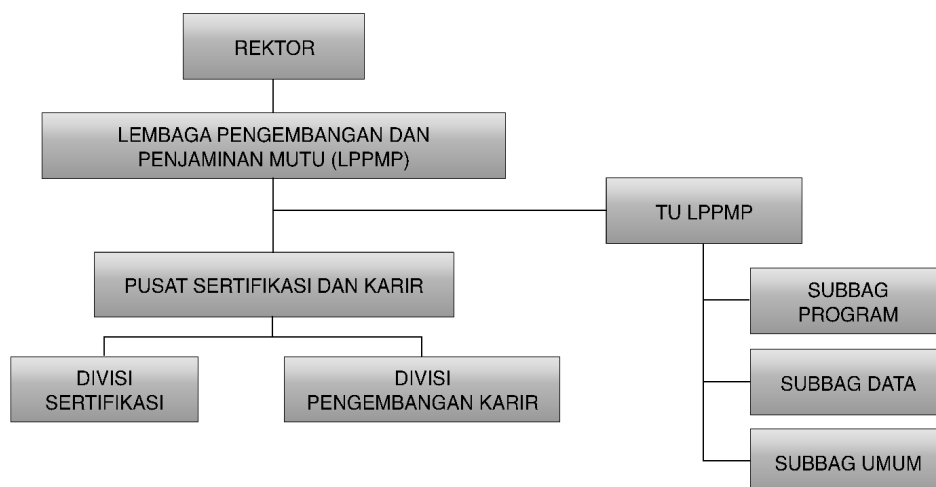 REKTOR
LEMBAGA PENGEMBANGAN DAN
PENJAMINAN MUTU (LPPMP)
TU LPPMP
PUSAT SERTIFIKASI DAN KARIR
SUBBAG
PROGRAM
DIVISI
SERTIFIKASI
DIVISI
PENGEMBANGAN KARIR
SUBBAG DATA
SUBBAG UMUM